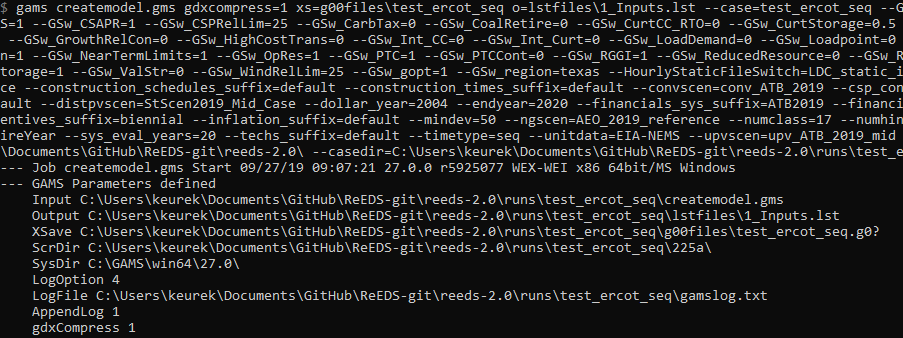 $ gams createmodel.gms gdxcompress=1 xs=g00files\test_ercot_seq o=lstfiles\1_Inputs.lst --case=test_ercot_seq --G
S=1 --GSw_CSAPR=1 --GSw_CSPRelLim=25 --GSw_CarbTax=0 --GSw_CoalRetire=0 --GSw_CurtCC_RTO=0 --GSw_CurtStorage=0.5
 --GSw_GrowthRelCon=0 --GSw_HighCostTrans=0 --GSw_Int_CC=0 --GSw_Int_Curt=0 --GSw_LoadDemand=0 --GSw_Loadpoint=0
n=1 --GSw_NearTermLimits=1 --GSw_OpRes=1 --GSw_PTC=1 --GSw_PTCCont=0 --GSw_RGGI=1 --GSw_ReducedResource=0 --GSw_R
torage=1 --GSw_ValStr=0 --GSw_WindRelLim=25 --GSw_gopt=1 --GSw_region=texas --HourlyStaticFileSwitch=LDC_static_i
ce --construction_schedules_suffix=default --construction_times_suffix=default --convscen=conv_ATB_2019 --csp_con
ault --distpvscen=StScen2019_Mid_Case --dollar_year=2004 --endyear=2020 --financials_sys_suffix=ATB2019 --financi
entives_suffix=biennial --inflation_suffix=default --mindev=50 --ngscen=AEO_2019_reference --numclass=17 --numhin
ireYear --sys_eval_years=20 --techs_suffix=default --timetype=seq --unitdata=EIA-NEMS --upvscen=upv_ATB_2019_mid
\Documents\GitHub\ReEDS-git\reeds-2.0\ --casedir=C:\Users\keurek\Documents\GitHub\ReEDS-git\reeds-2.0\runs\test_e
--- Job createmodel.gms Start 09/27/19 09:07:21 27.0.0 r5925077 WEX-WEI x86 64bit/MS Windows
--- GAMS Parameters defined
    Input C:\Users\keurek\Documents\GitHub\ReEDS-git\reeds-2.0\runs\test_ercot_seq\createmodel.gms
    Output C:\Users\keurek\Documents\GitHub\ReEDS-git\reeds-2.0\runs\test_ercot_seq\lstfiles\1_Inputs.lst
    XSave C:\Users\keurek\Documents\GitHub\ReEDS-git\reeds-2.0\runs\test_ercot_seq\g00files\test_ercot_seq.g0?
    ScrDir C:\Users\keurek\Documents\GitHub\ReEDS-git\reeds-2.0\runs\test_ercot_seq\225a\
    SysDir C:\GAMS\win64\27.0\
    LogOption 4
    LogFile C:\Users\keurek\Documents\GitHub\ReEDS-git\reeds-2.0\runs\test_ercot_seq\gamslog.txt
    AppendLog 1
    gdxCompress 1